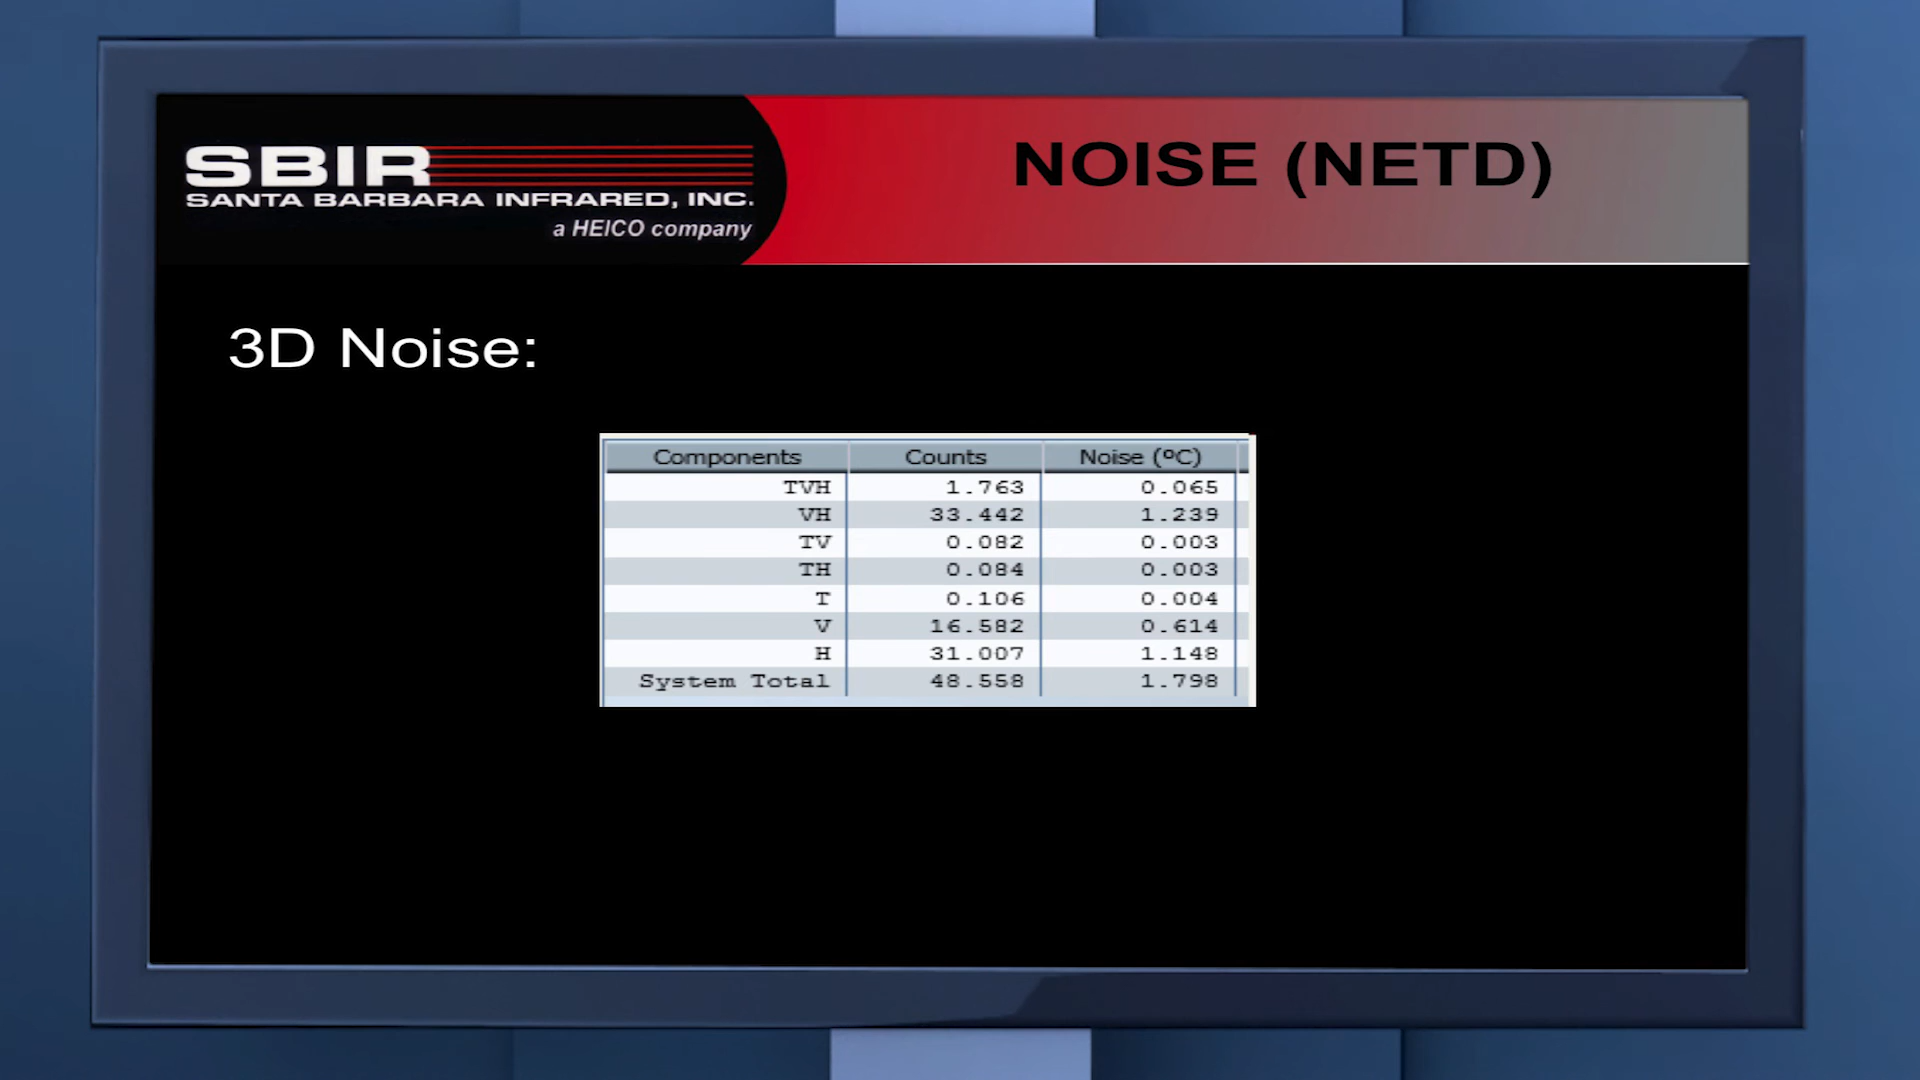 SBIR
SANTA BARBARA INFRARED, INC.
a HEICO company
NOISE (NETD)
3D Noise:
Components Counts Noise (ºC)
TVH 1.763 0.065
VH 33.442 1.239
TV 0.082 0.003
TH 0.084 0.003
T 0.106 0.004
V 16.582 0.614
H 31.007 1.148
System Total 48.558 1.798